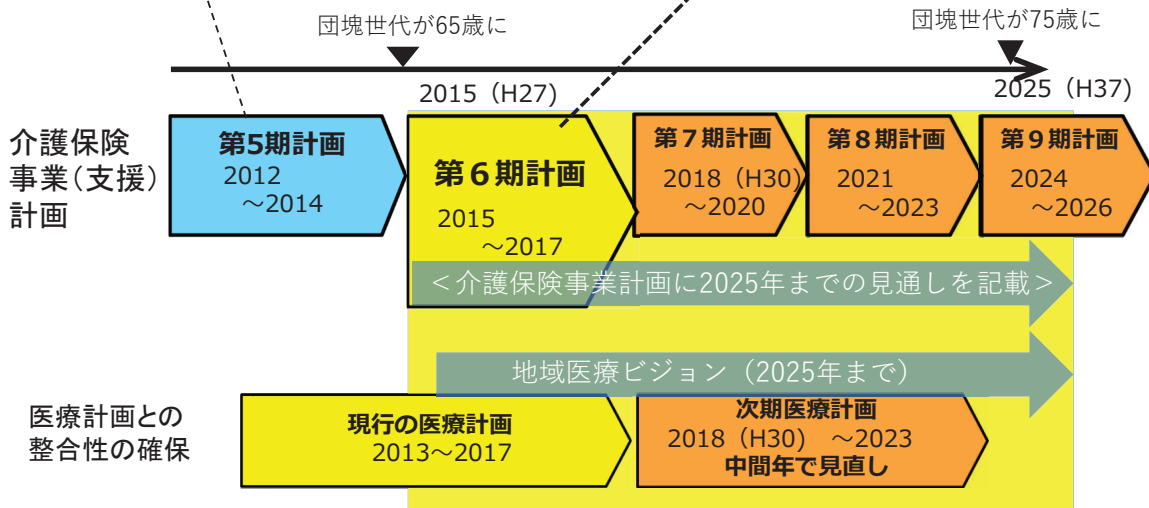 団塊世代が65歳に
団塊世代が75歳に
2015（H27)
2025（H37)
介護保険
事業（支援）
計画
第5期計画
2012
～2014
第６期計画
2015
～2017
第７期計画
2018（H30)
～2020
第８期計画
2021
～2023
第９期計画
2024
～2026
＜介護保険事業計画に2025年までの見通しを記載＞
地域医療ビジョン（2025年まで）
医療計画との
整合性の確保
現行の医療計画
2013～2017
次期医療計画
2018（H30） ～2023
中間年で見直し